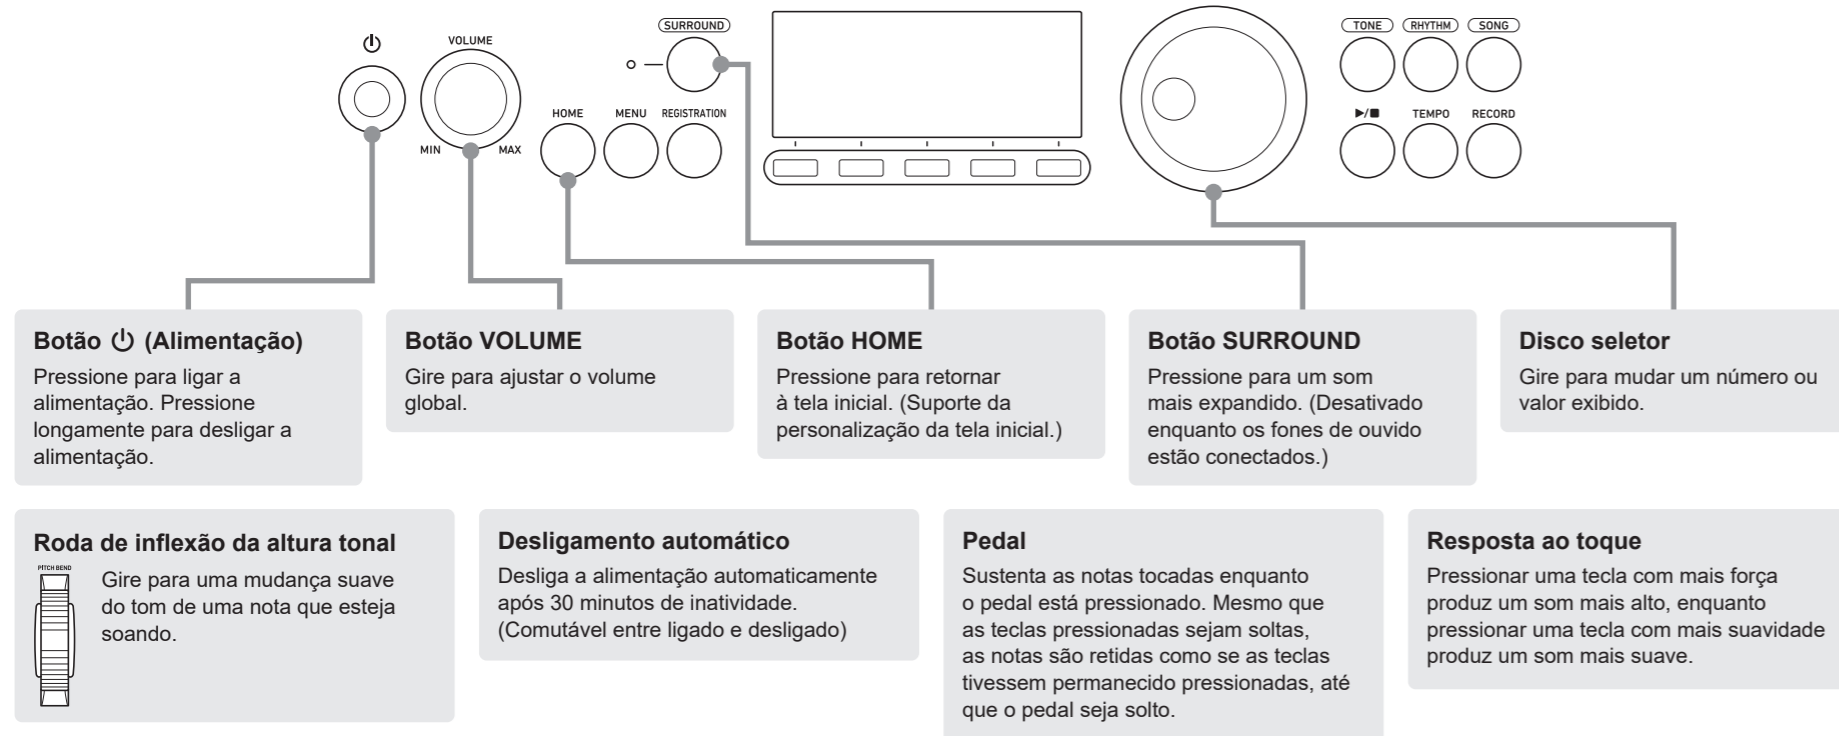 SURROUND
TONE RHYTHM SONG
VOLUME
HOME MENU REGISTRATION
▶/■ TEMPO RECORD
MIN MAX
Botão ⏻ (Alimentação)
Pressione para ligar a
alimentação. Pressione
longamente para desligar a
alimentação.
Botão VOLUME
Gire para ajustar o volume
global.
Botão HOME
Pressione para retornar
à tela inicial. (Suporte da
personalização da tela inicial.)
Botão SURROUND
Pressione para um som
mais expandido. (Desativado
enquanto os fones de ouvido
estão conectados.)
Disco seletor
Gire para mudar um número ou
valor exibido.
Roda de inflexão da altura tonal
PITCH BEND
Gire para uma mudança suave
do tom de uma nota que esteja
soando.
Desligamento automático
Desliga a alimentação automaticamente
após 30 minutos de inatividade.
(Comutável entre ligado e desligado)
Pedal
Sustenta as notas tocadas enquanto
o pedal está pressionado. Mesmo que
as teclas pressionadas sejam soltas,
as notas são retidas como se as teclas
tivessem permanecido pressionadas, até
que o pedal seja solto.
Resposta ao toque
Pressionar uma tecla com mais força
produz um som mais alto, enquanto
pressionar uma tecla com mais suavidade
produz um som mais suave.